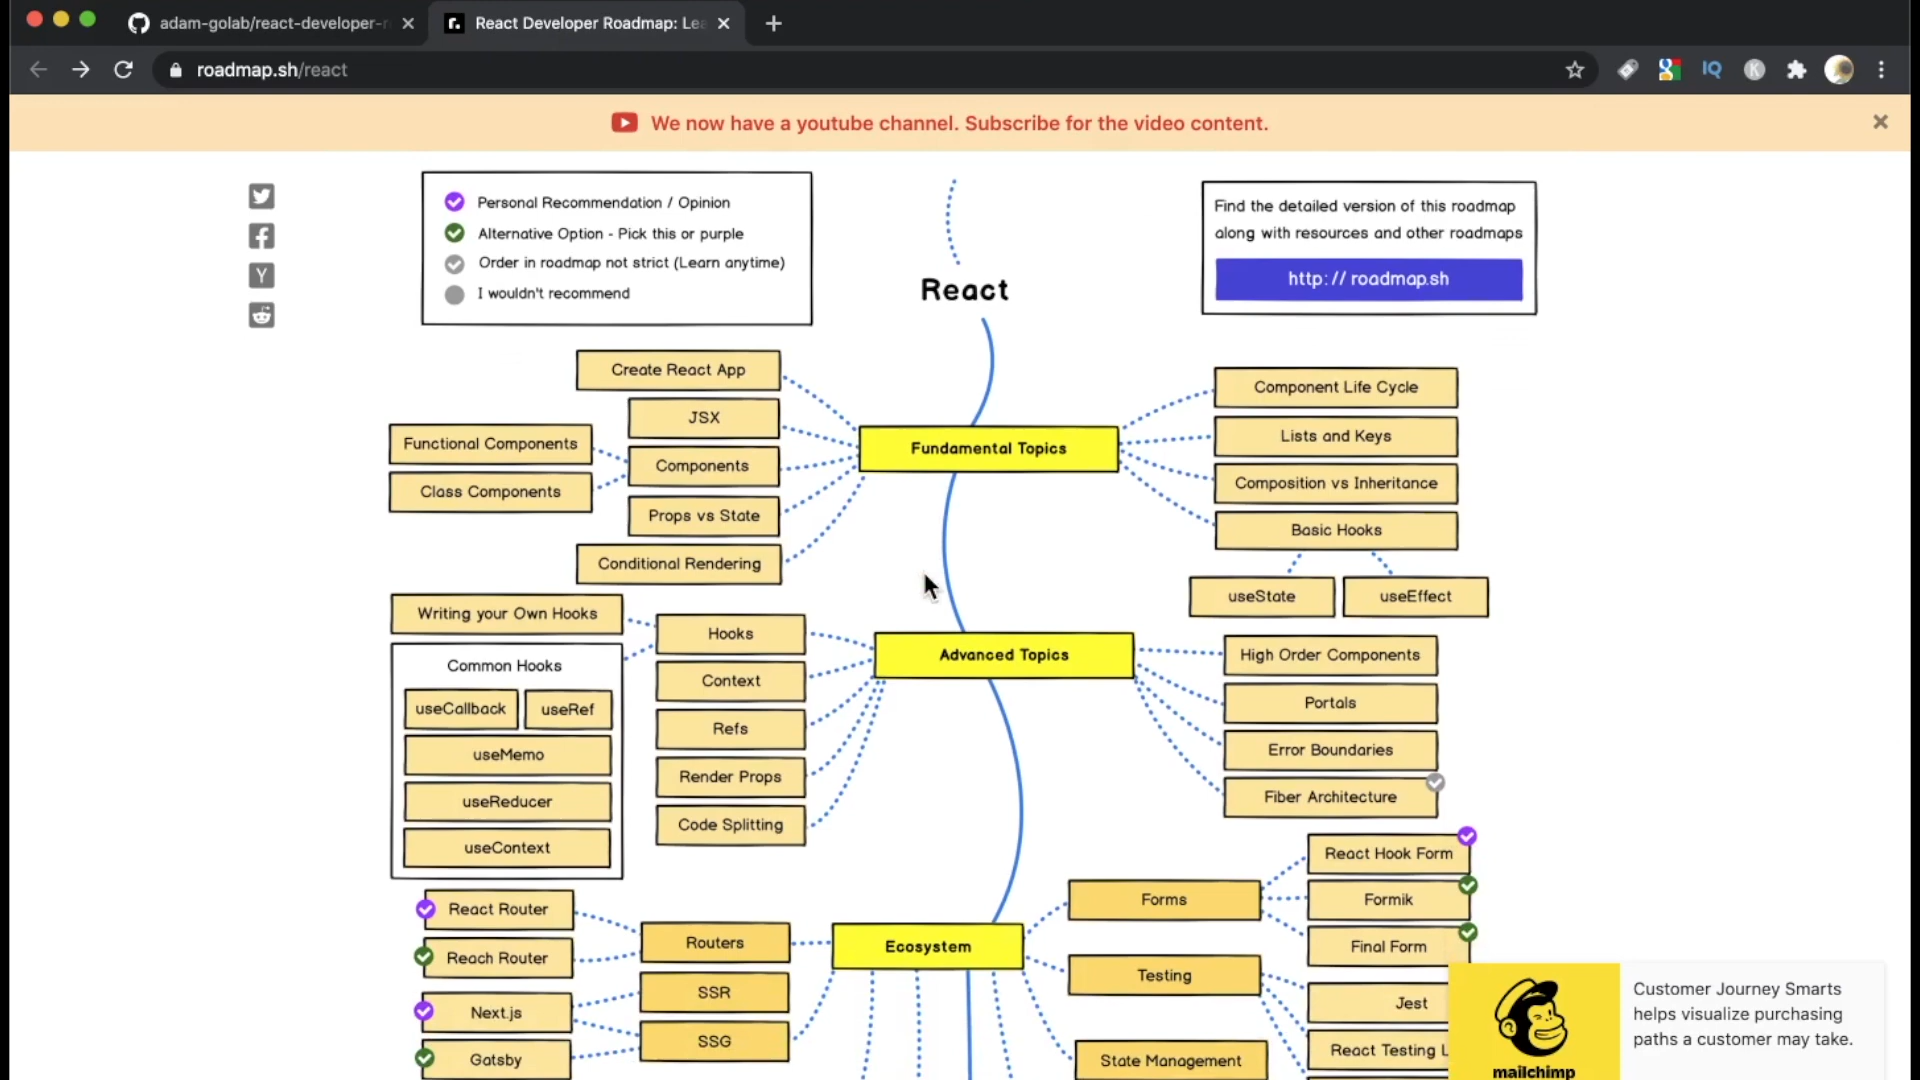 adam-golab/react-developer-r
React Developer Roadmap: Lea
roadmap.sh/react
IQ
K
We now have a youtube channel. Subscribe for the video content.
Personal Recommendation / Opinion
Alternative Option - Pick this or purple
Order in roadmap not strict (Learn anytime)
I wouldn't recommend
Find the detailed version of this roadmap
along with resources and other roadmaps
http://roadmap.sh
React
Create React App
JSX
Functional Components
Components
Class Components
Props vs State
Conditional Rendering
Fundamental Topics
Component Life Cycle
Lists and Keys
Composition vs Inheritance
Basic Hooks
useState
useEffect
Writing your Own Hooks
Hooks
Common Hooks
useCallback
useRef
useMemo
useReducer
useContext
Context
Refs
Render Props
Code Splitting
Advanced Topics
High Order Components
Portals
Error Boundaries
Fiber Architecture
React Router
Reach Router
Routers
Next.js
Gatsby
SSR
SSG
Ecosystem
Forms
React Hook Form
Formik
Final Form
Testing
Jest
React Testing L
State Management
mailchimp
Customer Journey Smarts
helps visualize purchasing
paths a customer may take.